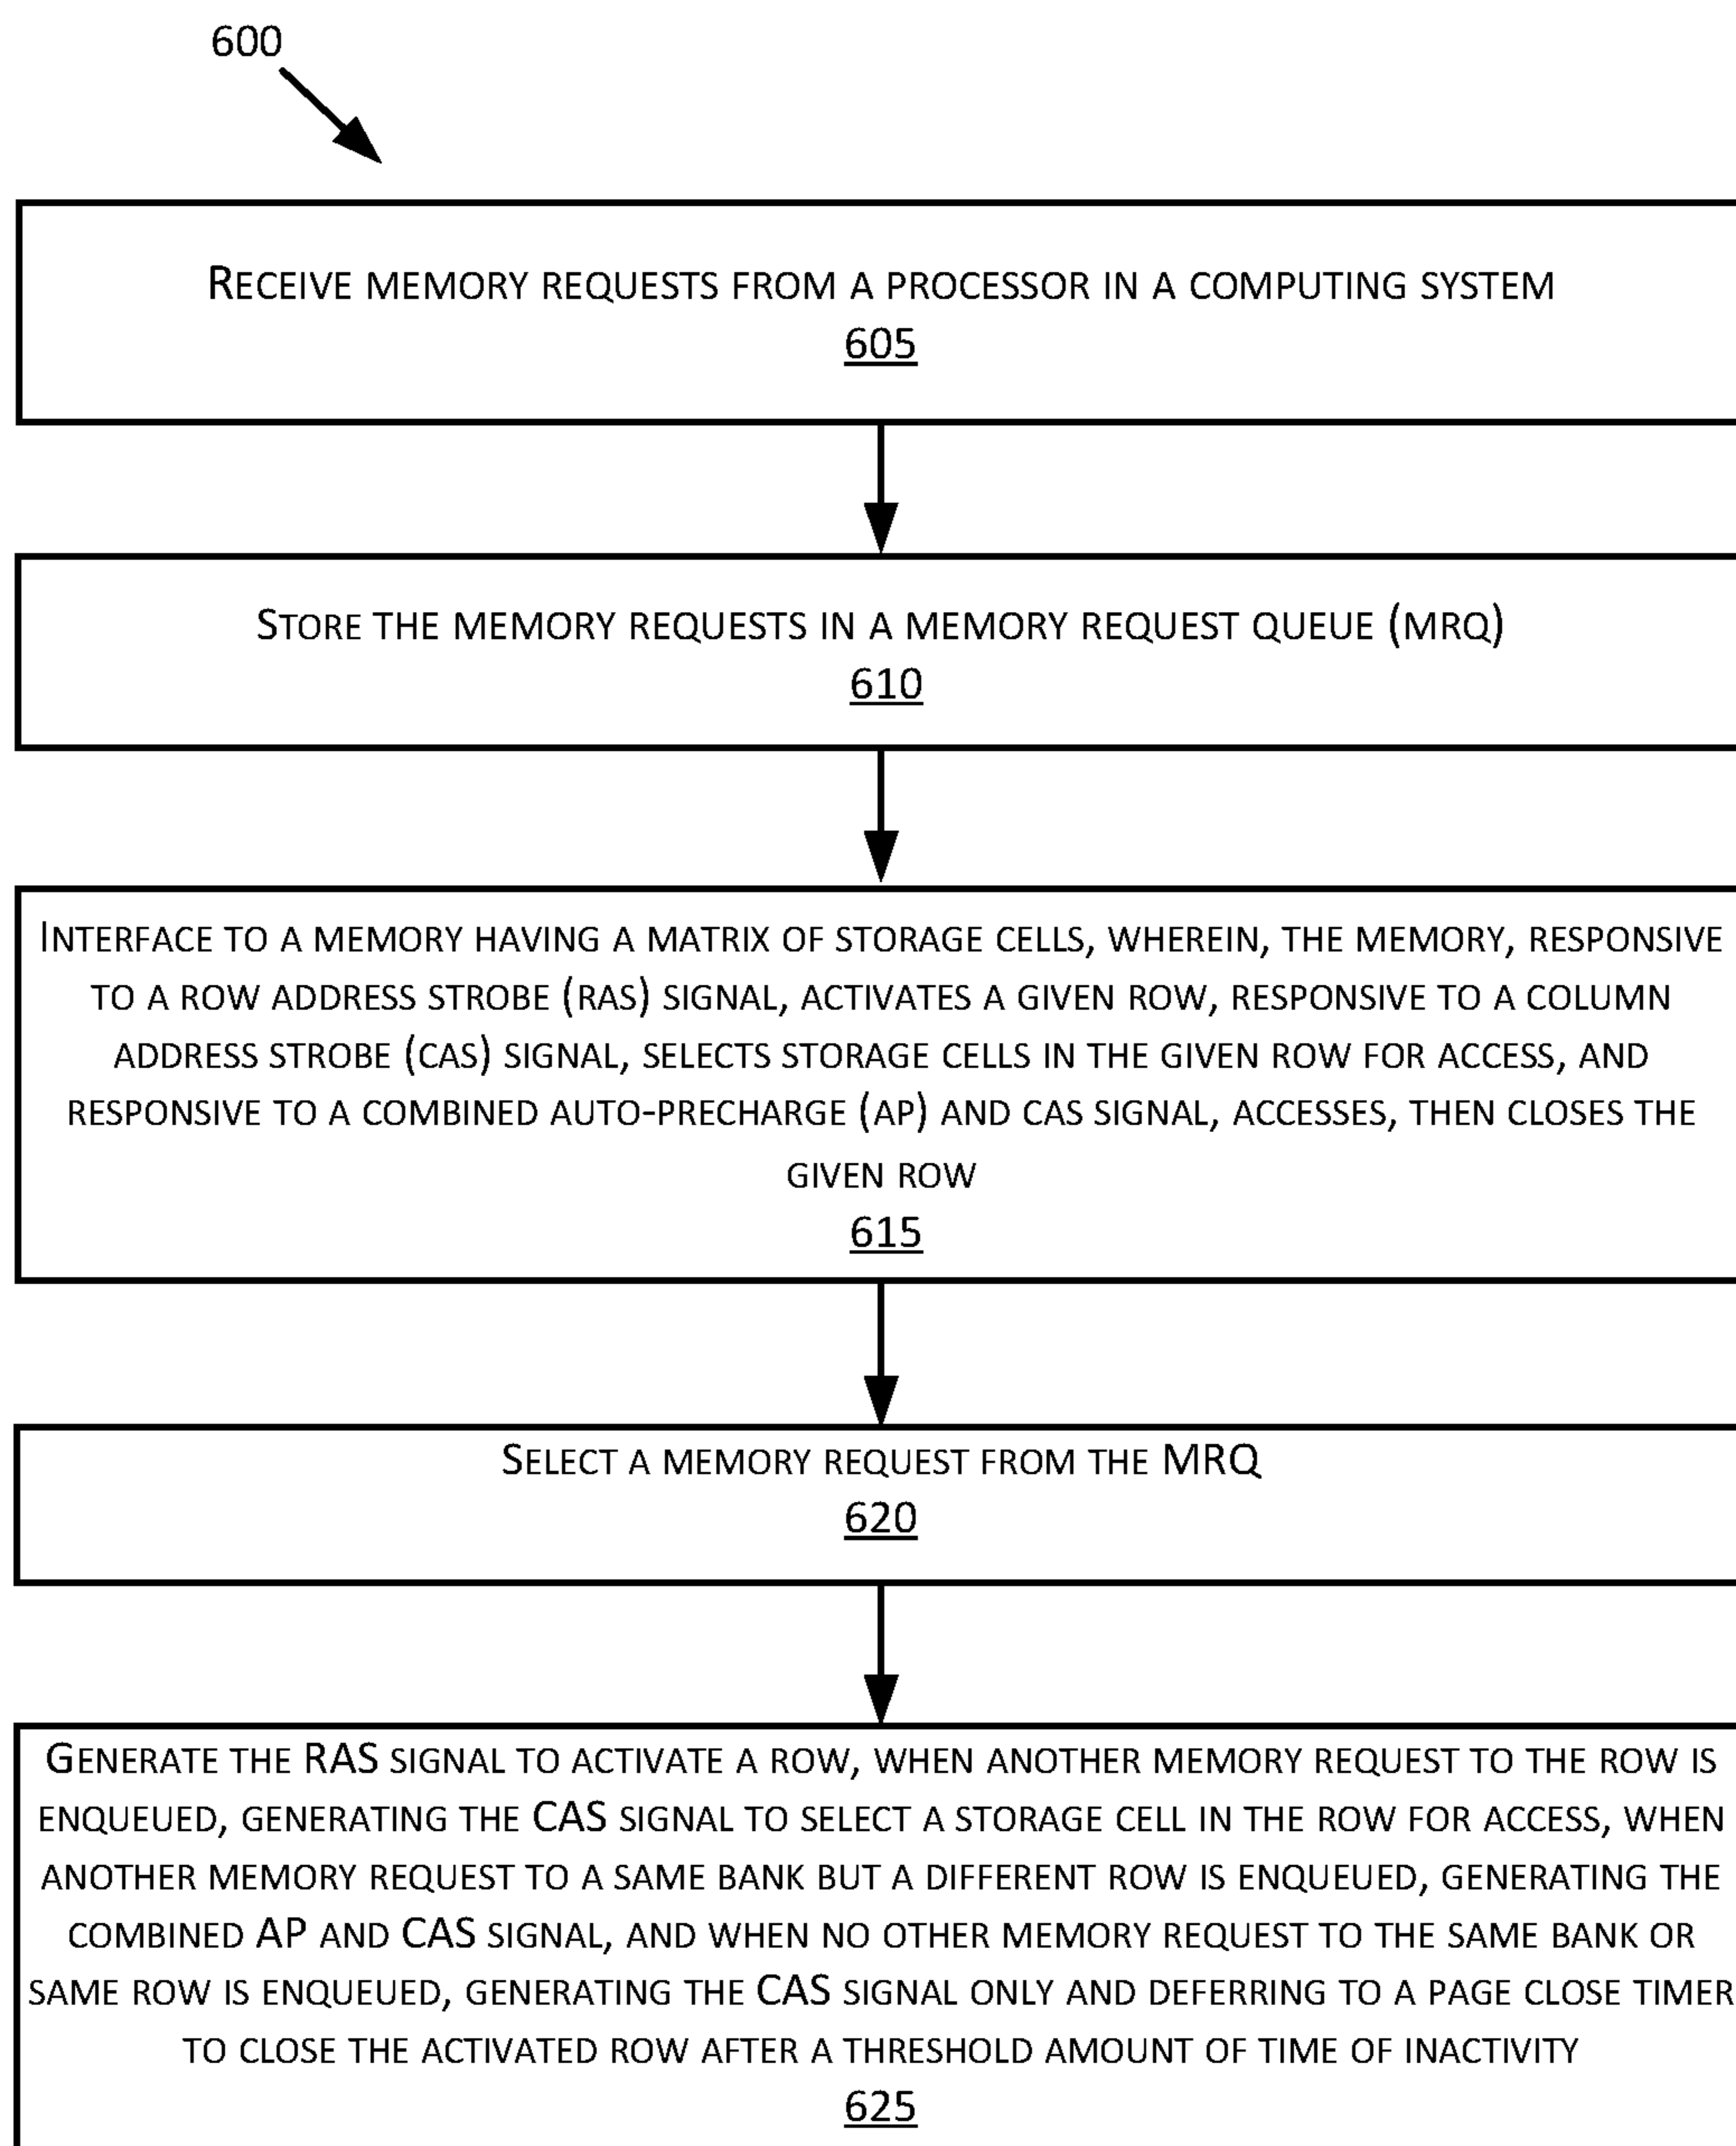 600
RECEIVE MEMORY REQUESTS FROM A PROCESSOR IN A COMPUTING SYSTEM
605
STORE THE MEMORY REQUESTS IN A MEMORY REQUEST QUEUE (MRQ)
610
INTERFACE TO A MEMORY HAVING A MATRIX OF STORAGE CELLS, WHEREIN, THE MEMORY, RESPONSIVE
TO A ROW ADDRESS STROBE (RAS) SIGNAL, ACTIVATES A GIVEN ROW, RESPONSIVE TO A COLUMN
ADDRESS STROBE (CAS) SIGNAL, SELECTS STORAGE CELLS IN THE GIVEN ROW FOR ACCESS, AND
RESPONSIVE TO A COMBINED AUTO-PRECHARGE (AP) AND CAS SIGNAL, ACCESSES, THEN CLOSES THE
GIVEN ROW
615
SELECT A MEMORY REQUEST FROM THE MRQ
620
GENERATE THE RAS SIGNAL TO ACTIVATE A ROW, WHEN ANOTHER MEMORY REQUEST TO THE ROW IS
ENQUEUED, GENERATING THE CAS SIGNAL TO SELECT A STORAGE CELL IN THE ROW FOR ACCESS, WHEN
ANOTHER MEMORY REQUEST TO A SAME BANK BUT A DIFFERENT ROW IS ENQUEUED, GENERATING THE
COMBINED AP AND CAS SIGNAL, AND WHEN NO OTHER MEMORY REQUEST TO THE SAME BANK OR
SAME ROW IS ENQUEUED, GENERATING THE CAS SIGNAL ONLY AND DEFERRING TO A PAGE CLOSE TIMER
TO CLOSE THE ACTIVATED ROW AFTER A THRESHOLD AMOUNT OF TIME OF INACTIVITY
625